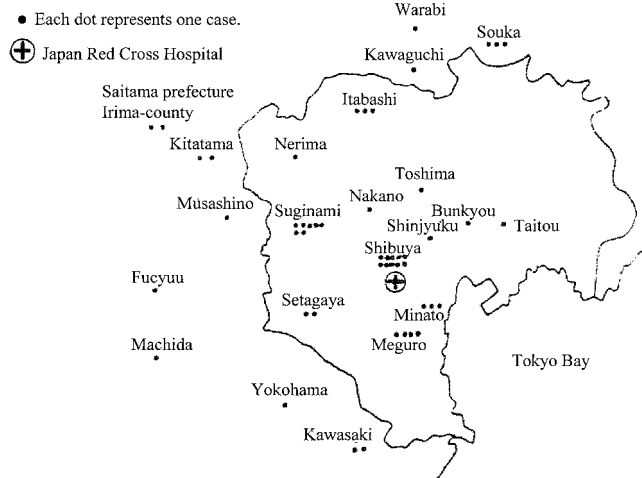 Each dot represents one case.
Japan Red Cross Hospital
Warabi
Souka
Kawaguchi
Saitama prefecture
Irima-county
Itabashi
Kitatama
Nerima
Toshima
Musashino
Suginami
Nakano
Bunkyou
Shinjyuku
Taitou
Shibuya
Fucyuu
Setagaya
Minato
Meguro
Machida
Tokyo Bay
Yokohama
Kawasaki